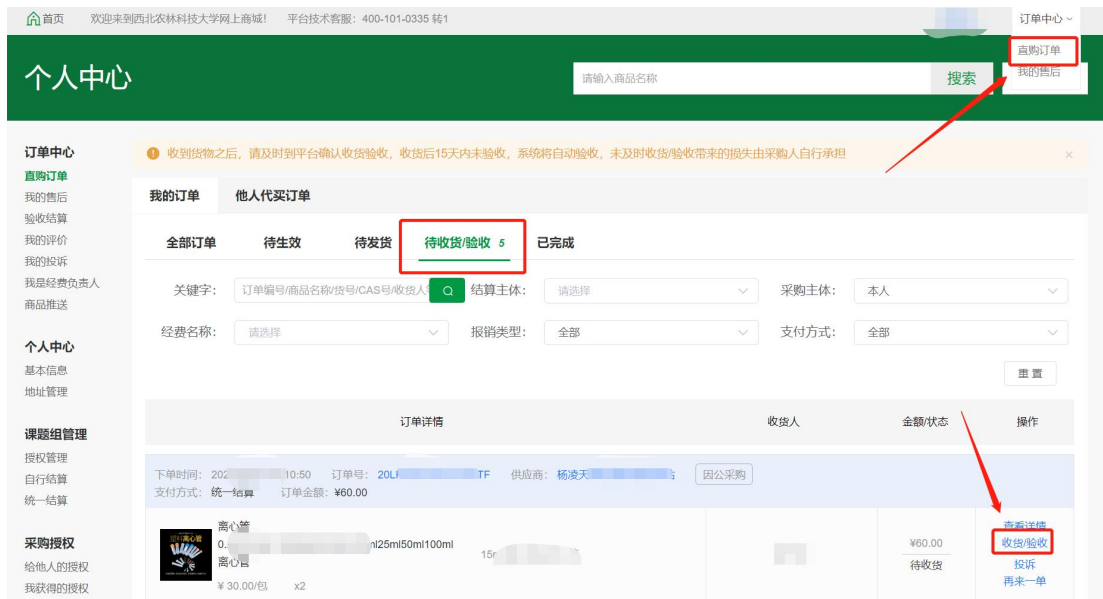 首页 欢迎来到西北农林科技大学网上商城! 平台技术客服:400-101-0335 转1 订单中心
直购订单
我的售后
个人中心 请输入商品名称 搜索
订单中心
直购订单
我的售后
验收结算
我的评价
我的投诉
我是经费负责人
商品推送
个人中心
基本信息
地址管理
课题组管理
授权管理
自行结算
统一结算
采购授权
给他人的授权
我获得的授权
收到货物之后,请及时到平台确认收货验收,收货后15天内未验收,系统将自动验收,未及时收货/验收带来的损失由采购人自行承担 ×
我的订单 他人代买订单
全部订单 待生效 待发货 待收货/验收 5 已完成
关键字: 订单编号/商品名称/货号/CAS号/收货人 结算主体: 请选择 采购主体: 本人
经费名称: 请选择 报销类型: 全部 支付方式: 全部
重置
订单详情 收货人 金额/状态 操作
下单时间: 202 10:50 订单号: 20LI TF 供应商: 杨凌天 因公采购
支付方式: 统一结算 订单金额: ¥60.00
离心管
0. ml25ml50ml100ml
离心管
¥ 30.00/包 x2
塑料离心管
15m
¥60.00
待收货
查看详情
收货/验收
投诉
再来一单